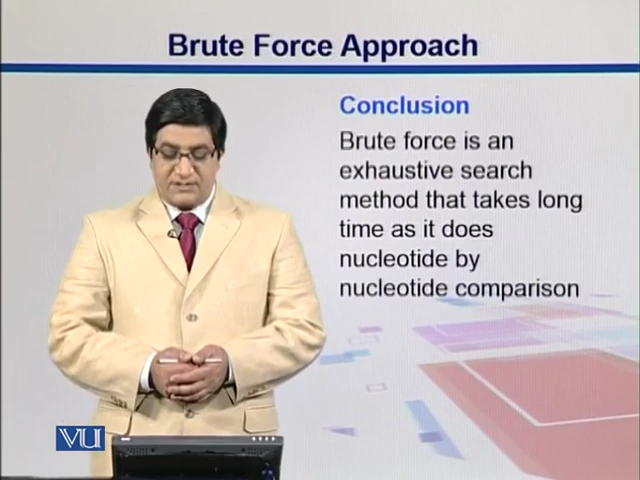 Brute Force Approach
Conclusion
Brute force is an
exhaustive search
method that takes long
time as it does
nucleotide by
nucleotide comparison
VU